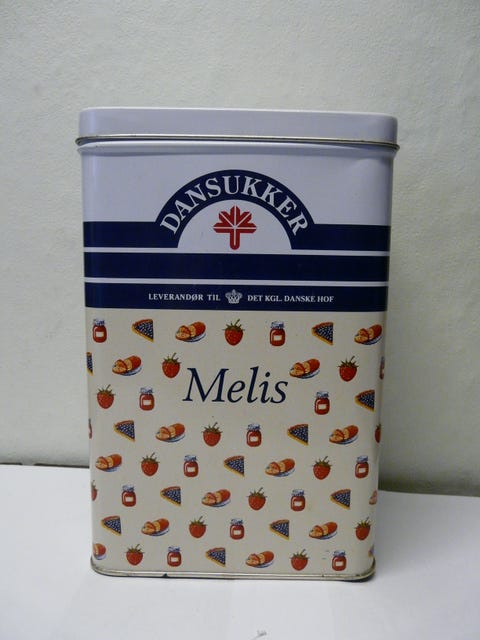 DANSUKKER
LEVERANDØR TIL DET KGL. DANSKE HOF
Melis